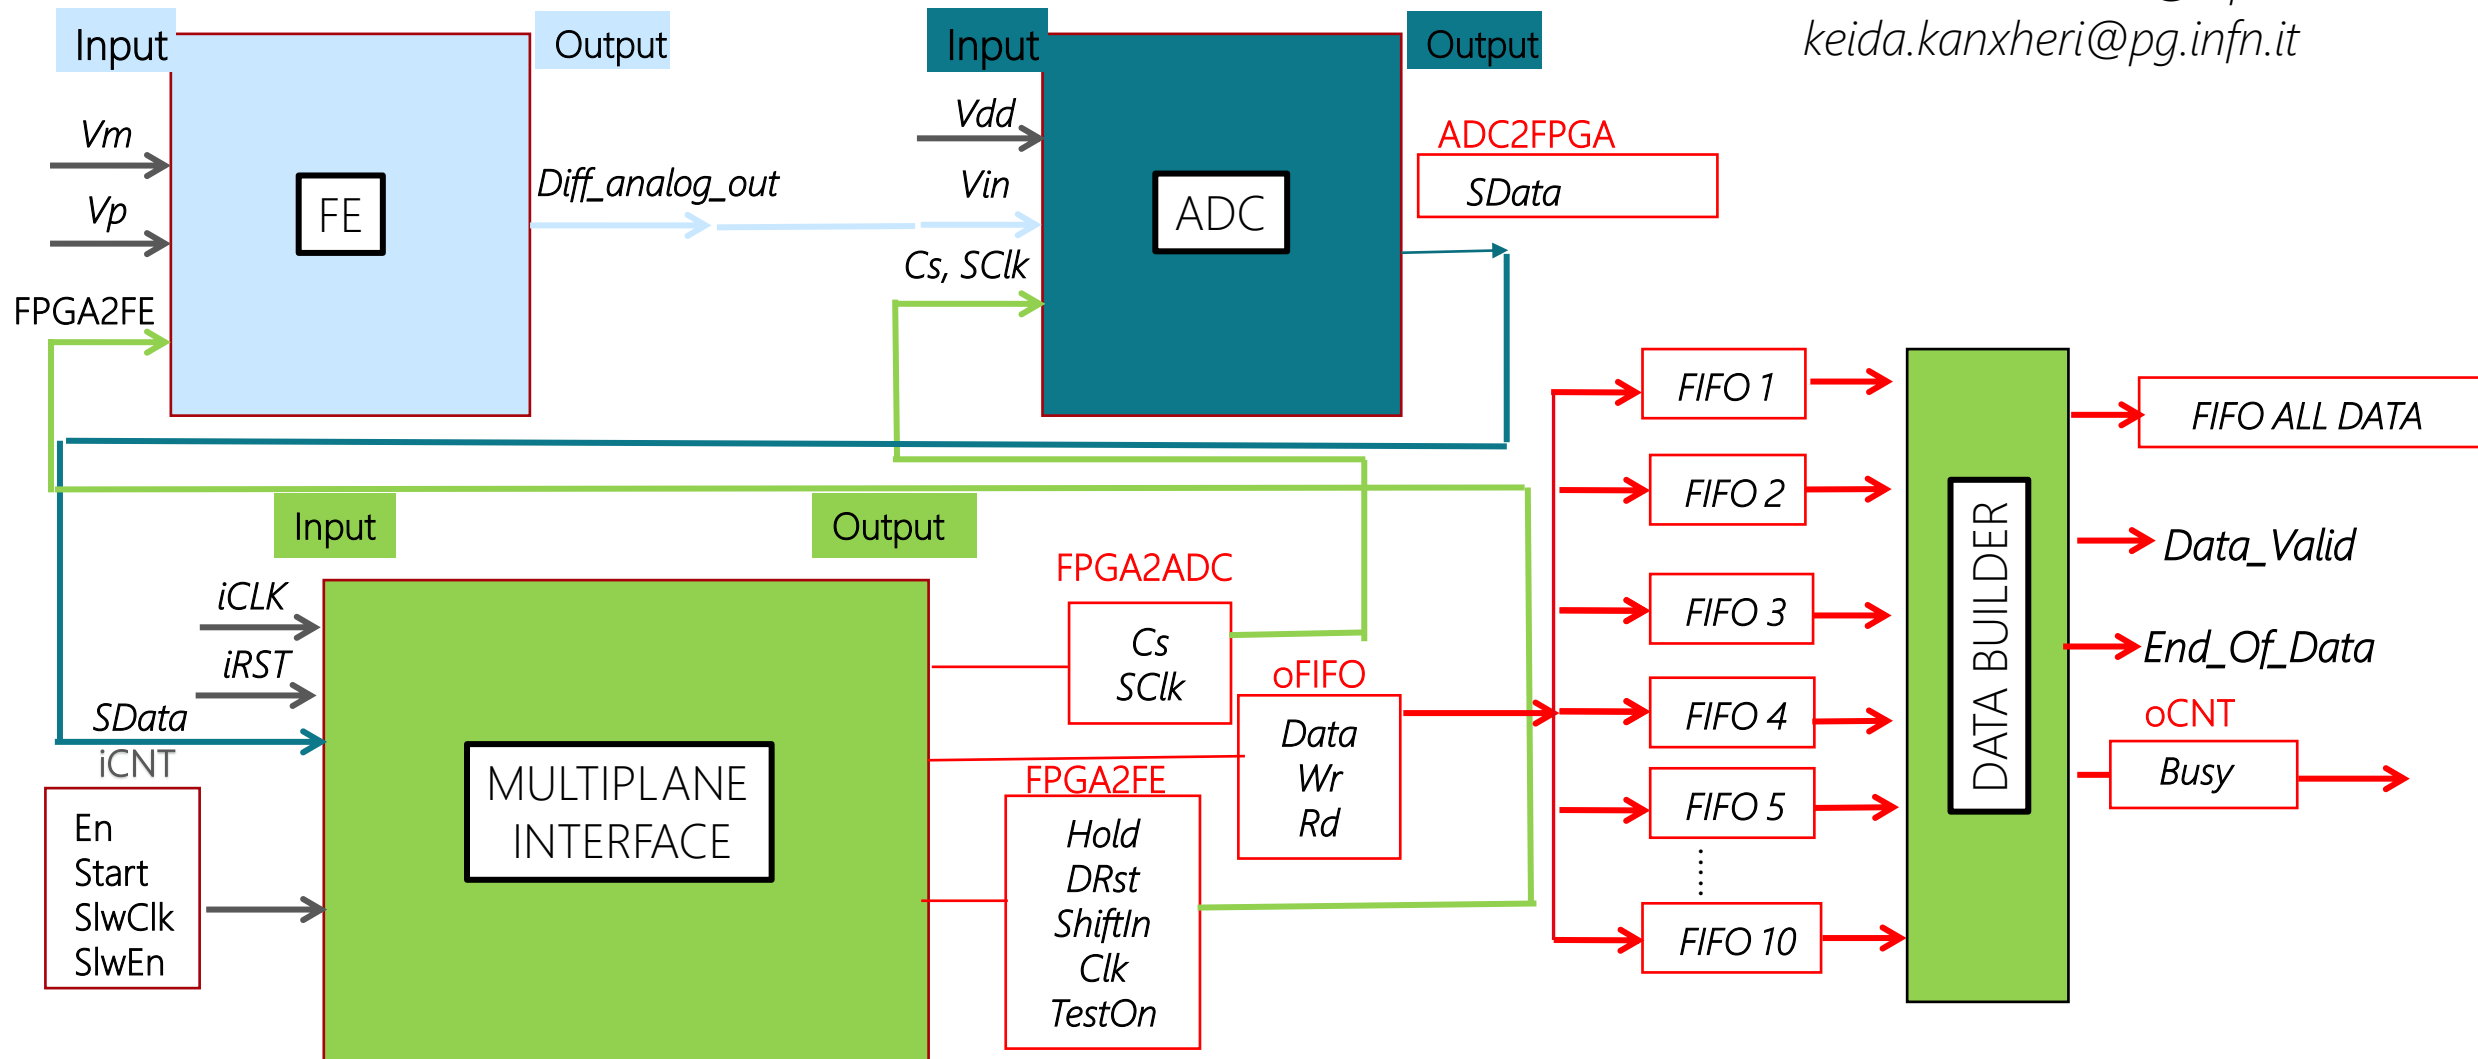 keida.kanxheri@pg.infn.it
Input
Output
Input
Output
Vm
Vp
FPGA2FE
FE
Diff_analog_out
Vdd
Vin
Cs, SClk
ADC
ADC2FPGA
SData
Input
Output
iCLK
iRST
SData
iCNT
En
Start
SlwClk
SlwEn
MULTIPLANE
INTERFACE
FPGA2ADC
Cs
SClk
oFIFO
Data
Wr
Rd
FPGA2FE
Hold
DRst
ShiftIn
Clk
TestOn
FIFO 1
FIFO 2
FIFO 3
FIFO 4
FIFO 5
......
FIFO 10
DATA BUILDER
FIFO ALL DATA
Data_Valid
End_Of_Data
oCNT
Busy